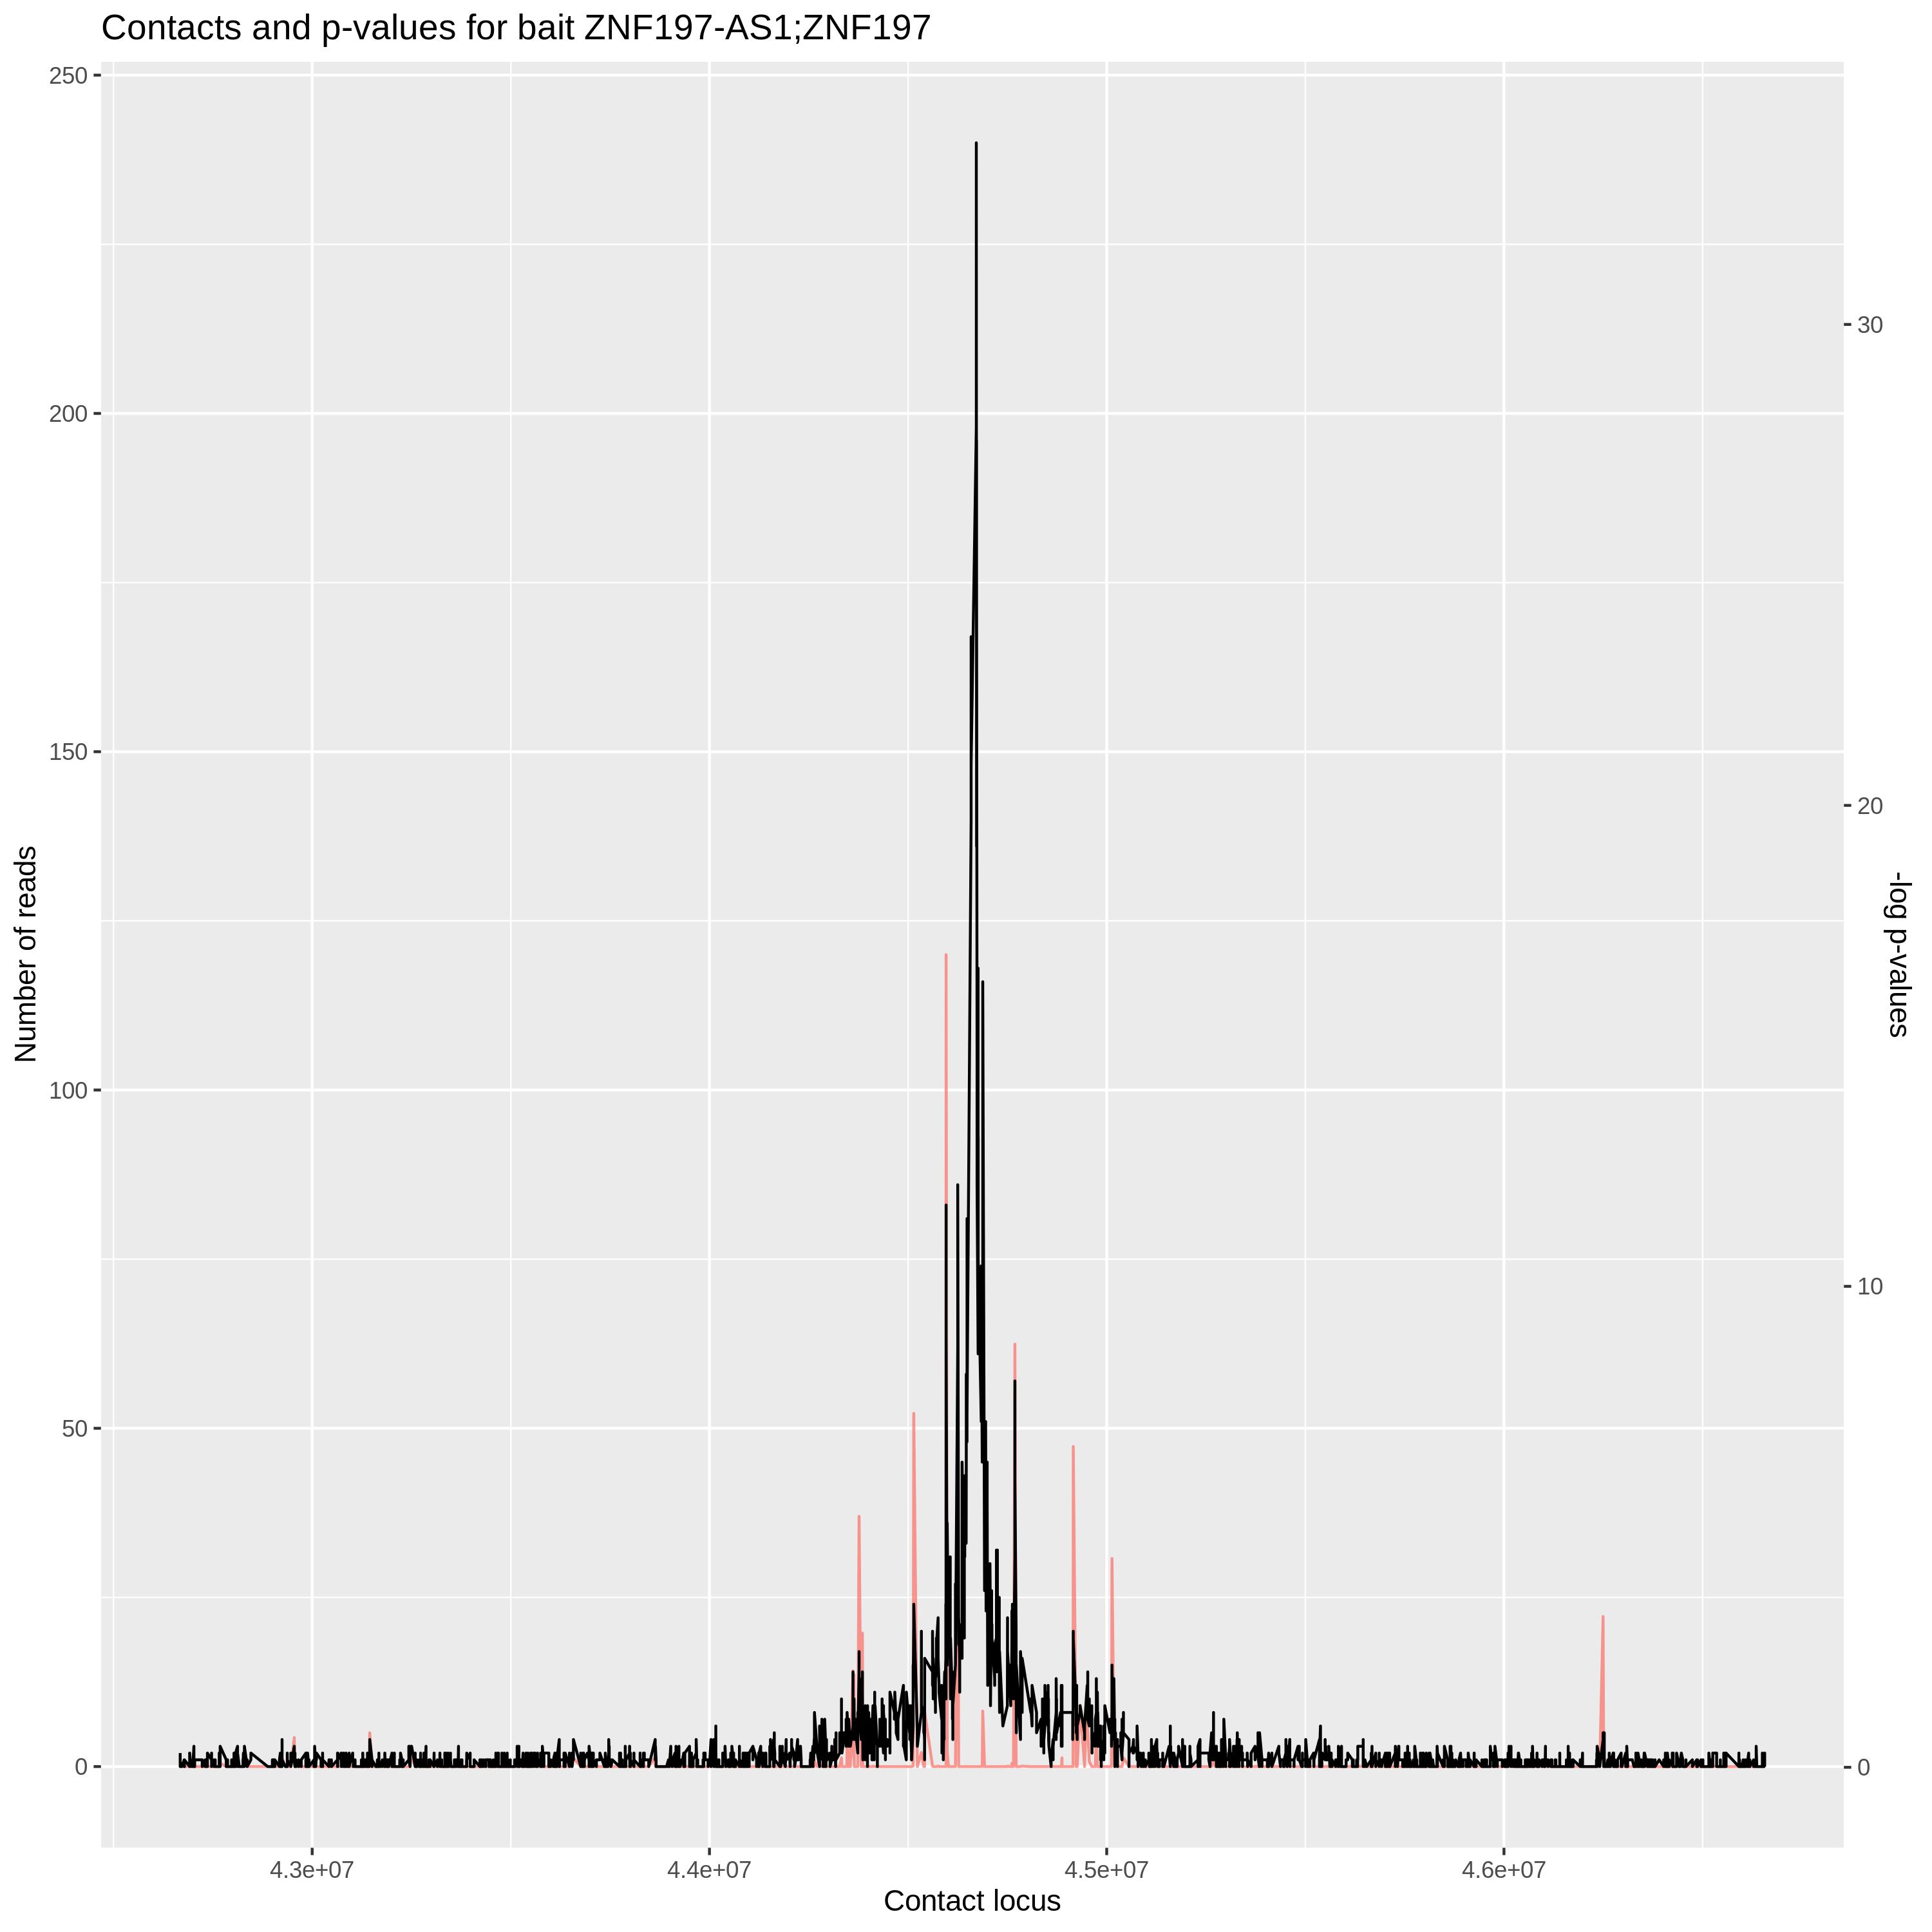 Contacts and p-values for bait ZNF197-AS1;ZNF197
250
200
150
100
50
0
Number of reads
30
20
10
0
-log p-values
4.3e+07
4.4e+07
4.5e+07
4.6e+07
Contact locus